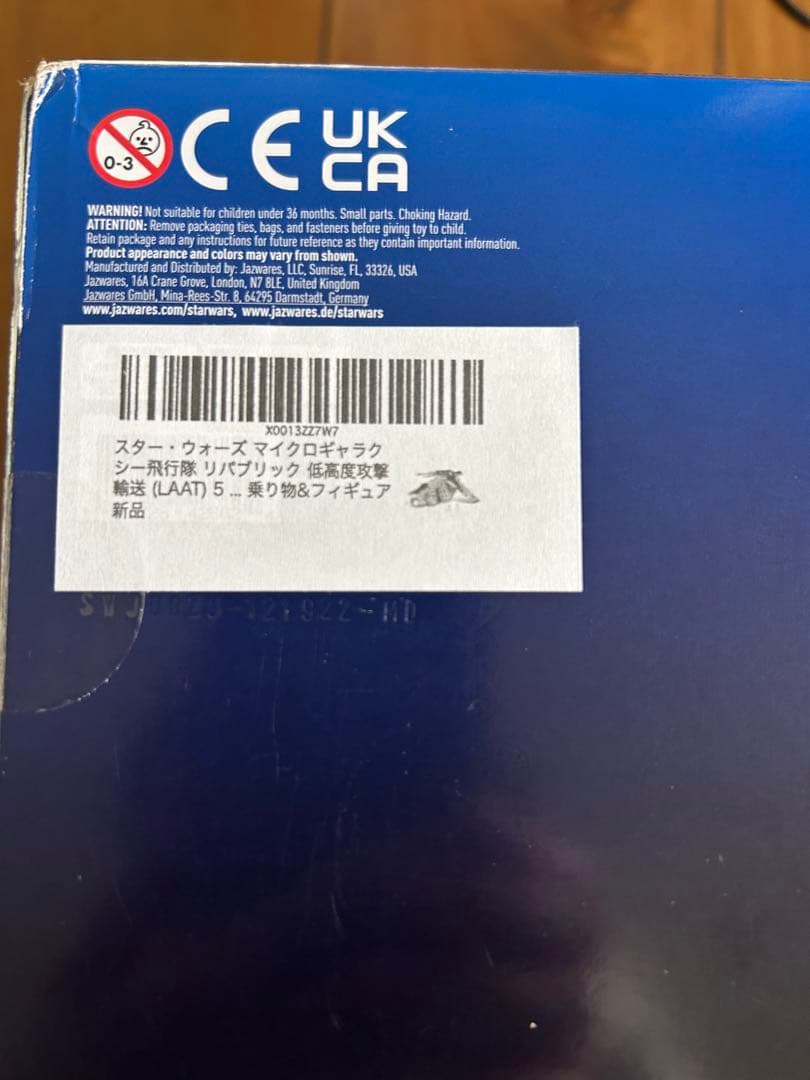 0-3
CE
UK
CA
WARNING! Not suitable for children under 36 months. Small parts. Choking Hazard.
ATTENTION: Remove packaging ties, bags, and fasteners before giving toy to child.
Retain package and any instructions for future reference as they contain important information.
Product appearance and colors may vary from shown.
Manufactured and Distributed by: Jazwares, LLC, Sunrise, FL, 33326, USA
Jazwares, 16A Crane Grove, London, N7 8LE, United Kingdom
Jazwares GmbH, Mina-Rees-Str. 8, 64295 Darmstadt, Germany
www.jazwares.com/starwars, www.jazwares.de/starwars
X0013ZZ7W7
スター・ウォーズ マイクロギャラク
シー飛行隊 リパブリック 低高度攻撃
輸送 (LAAT) 5 ... 乗り物&フィギュア
新品